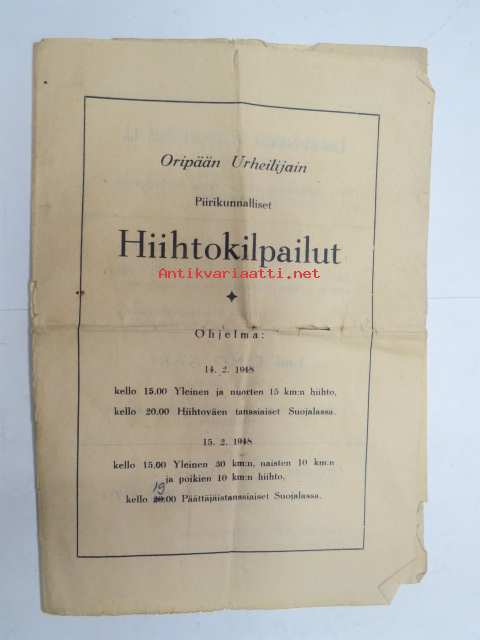 Oripään Urheilijain
Piirikunnalliset
Hiihtokilpailut
Antikvariaatti.net
Ohjelma:
14. 2. 1948
kello 15.00 Yleinen ja nuorten 15 km:n hiihto.
kello 20.00 Hiihtoväen tanssiaiset Suojalassa.
15. 2. 1948
kello 15.00 Yleinen 30 km:n, naisten 10 km:n
ja poikien 10 km:n hiihto.
19
kello 20.00 Päättäjäistanssiaiset Suojalassa.